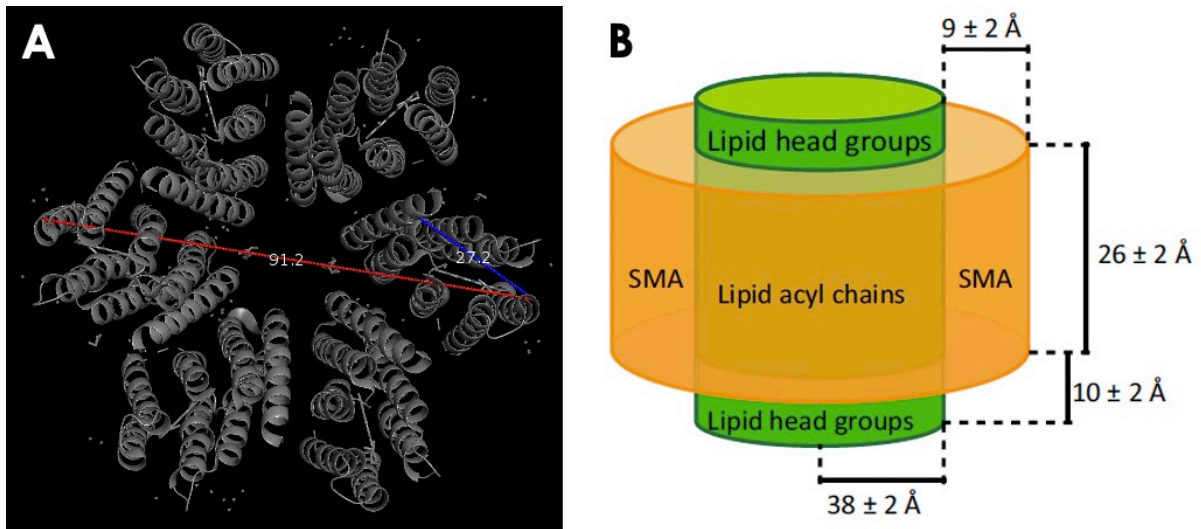 A
91.2
27.2
B
9 ± 2 Å
Lipid head groups
SMA
Lipid acyl chains
SMA
26 ± 2 Å
10 ± 2 Å
Lipid head groups
38 ± 2 Å